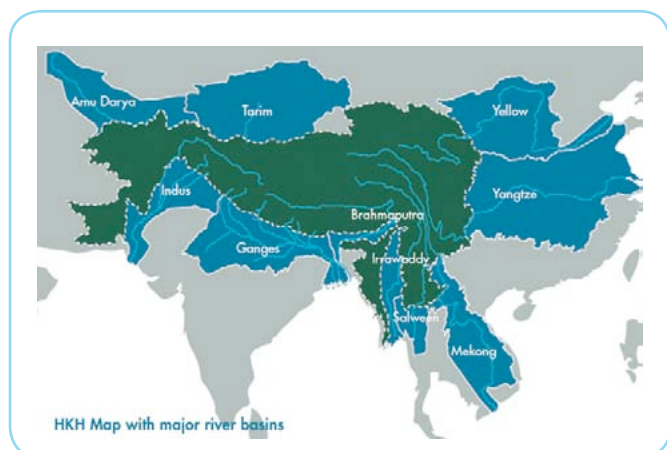 Amu Darya
Tarim
Yellow
Indus
Yangtze
Brahmaputra
Ganges
Irrawaddy
Salween
Mekong
HKH Map with major river basins